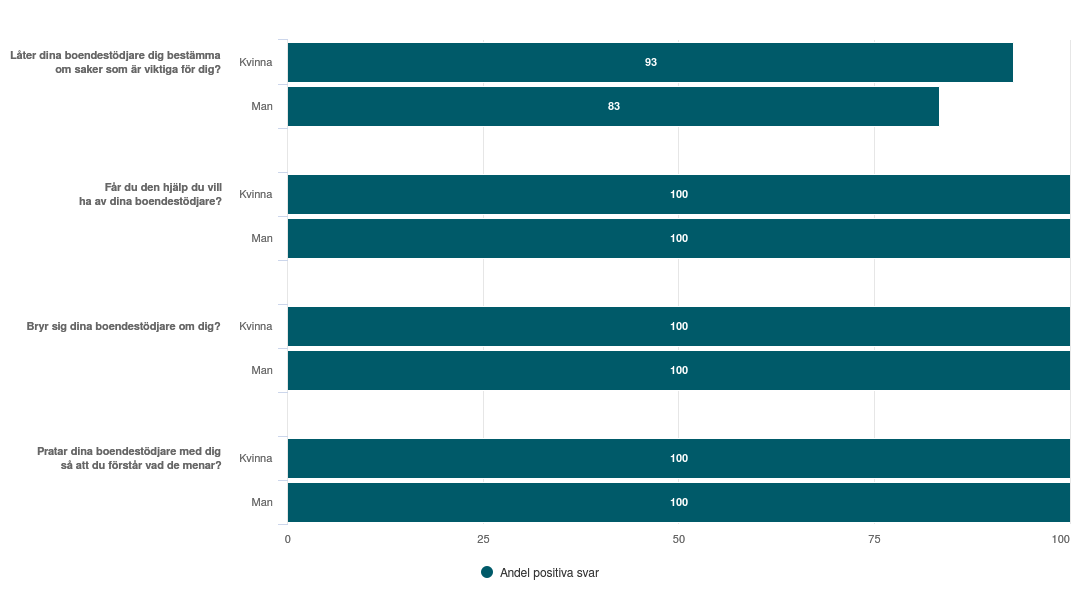 Låter dina boendestödjare dig bestämma
om saker som är viktiga för dig?
Kvinna
93
Man
83
Får du den hjälp du vill
ha av dina boendestödjare?
Kvinna
100
Man
100
Bryr sig dina boendestödjare om dig?
Kvinna
100
Man
100
Pratar dina boendestödjare med dig
så att du förstår vad de menar?
Kvinna
100
Man
100
0 25 50 75 100
Andel positiva svar